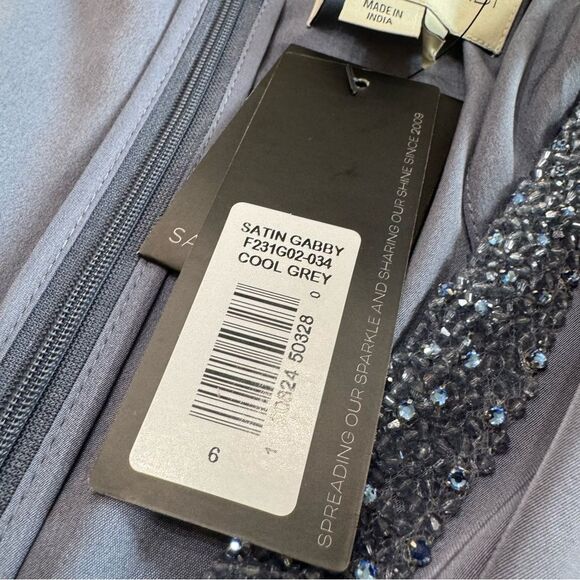 MADE IN
INDIA
SATIN GABBY
F231G02-034
COOL GREY
50328 0
6
SPREADING OUR SPARKLE AND SHARING OUR SHINE SINCE 2009
SA